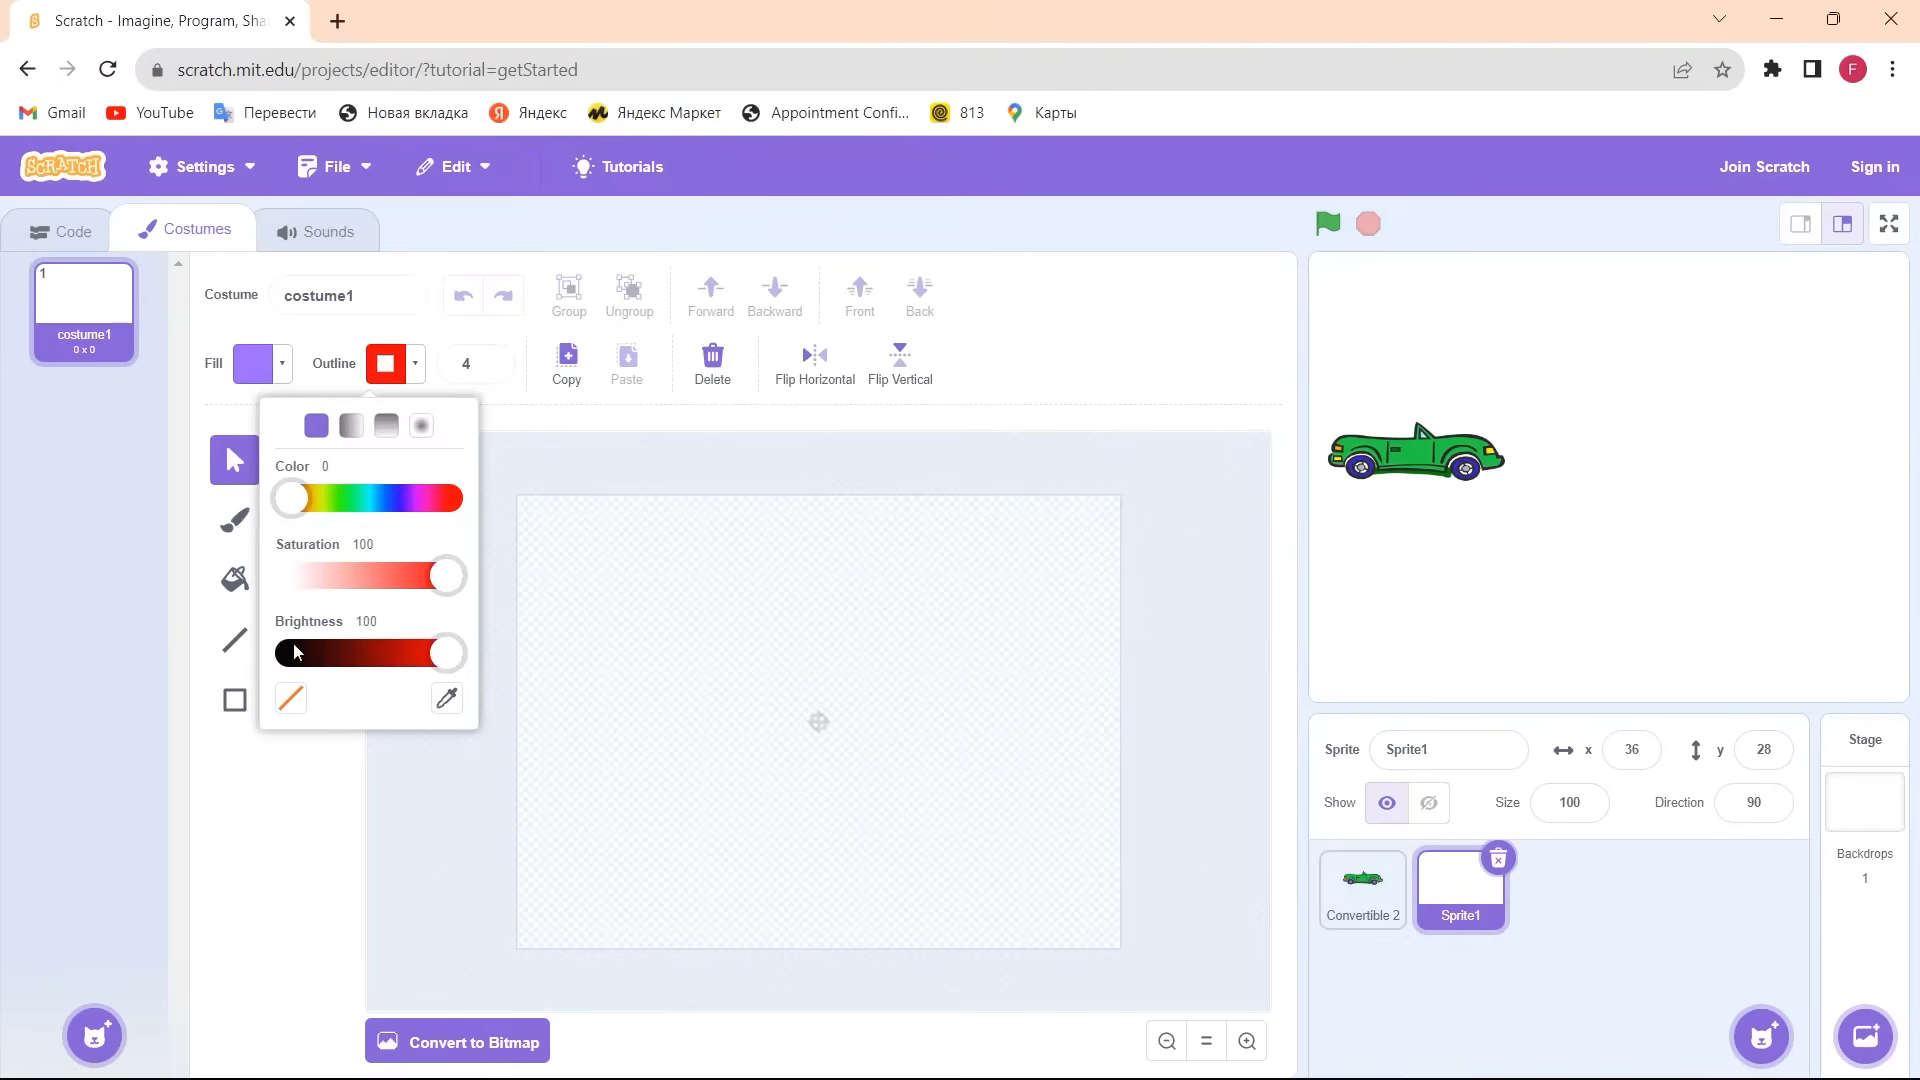 Scratch - Imagine, Program, Sha
scratch.mit.edu/projects/editor/?tutorial=getStarted
F
Gmail YouTube Перевести Новая вкладка Яндекс Яндекс Маркет Appointment Confi... 813 Карты
SCRATCH Settings File Edit Tutorials Join Scratch Sign in
Code Costumes Sounds
1
costume1
0 x 0
Costume costume1 Group Ungroup Forward Backward Front Back
Fill Outline 4 Copy Paste Delete Flip Horizontal Flip Vertical
Color 0
Saturation 100
Brightness 100
Convert to Bitmap
Sprite Sprite1 x 36 y 28
Show Size 100 Direction 90
Convertible 2 Sprite1
Stage
Backdrops
1